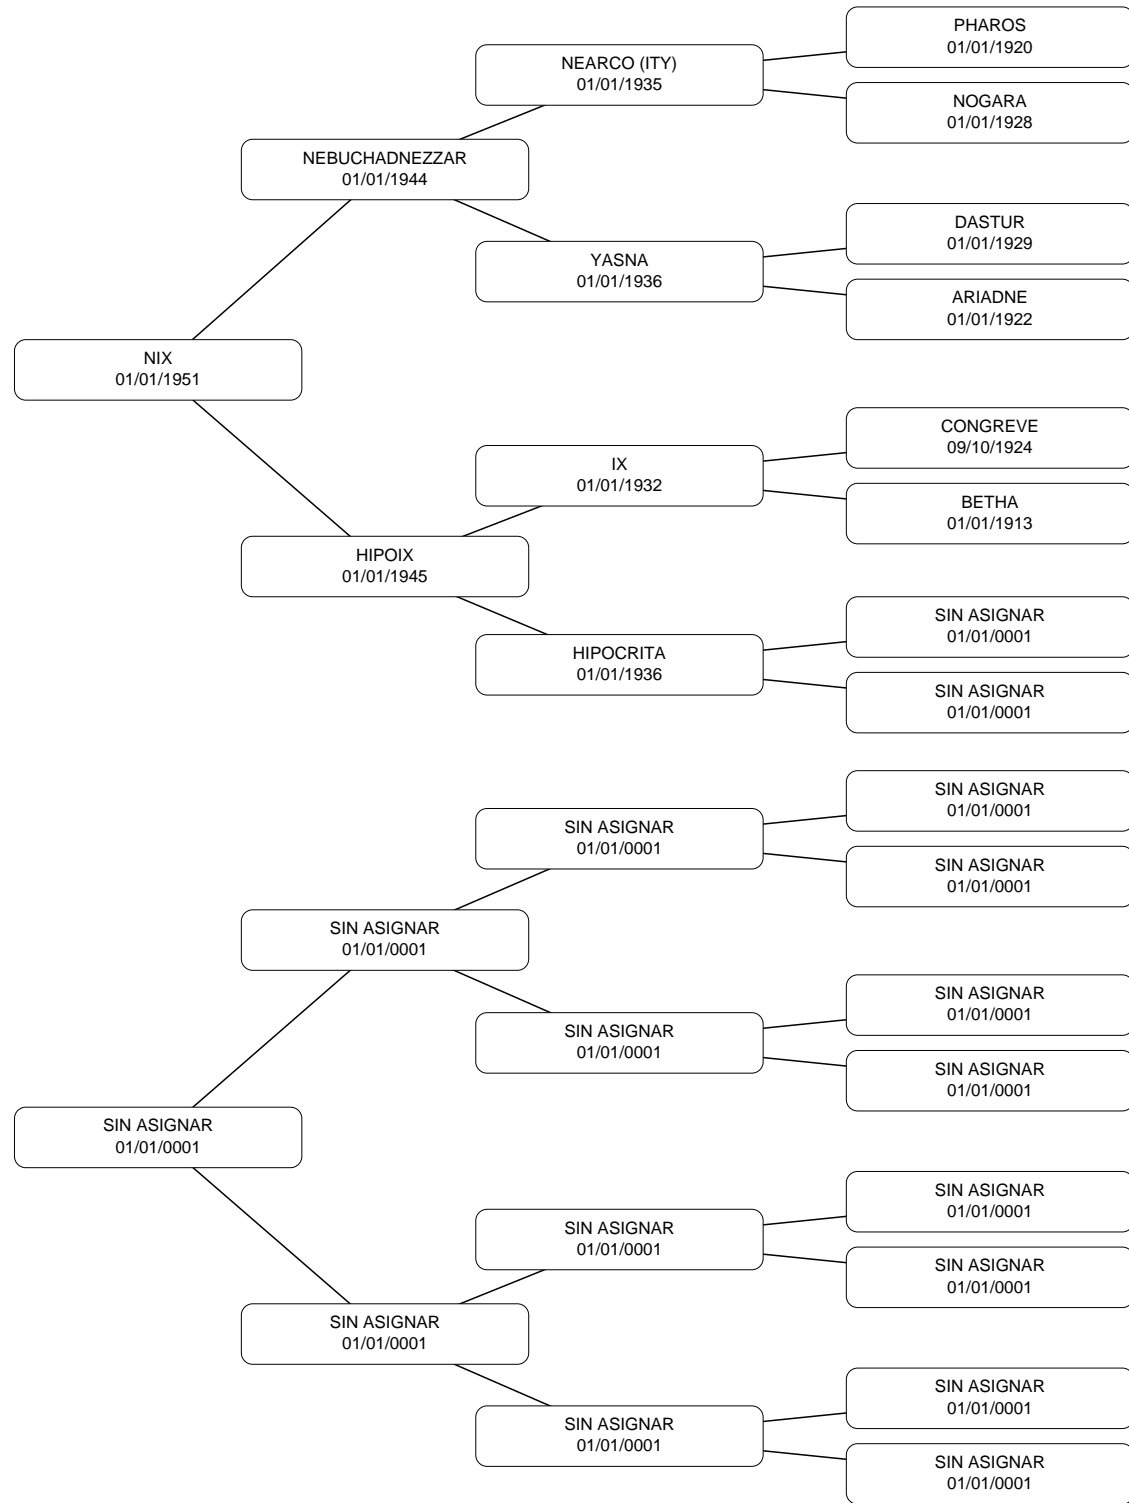 PHAROS
01/01/1920
NEARCO (ITY)
01/01/1935
NOGARA
01/01/1928
NEBUCHADNEZZAR
01/01/1944
DASTUR
01/01/1929
YASNA
01/01/1936
ARIADNE
01/01/1922
NIX
01/01/1951
CONGREVE
09/10/1924
IX
01/01/1932
BETHA
01/01/1913
HIPOIX
01/01/1945
SIN ASIGNAR
01/01/0001
HIPOCRITA
01/01/1936
SIN ASIGNAR
01/01/0001
SIN ASIGNAR
01/01/0001
SIN ASIGNAR
01/01/0001
SIN ASIGNAR
01/01/0001
SIN ASIGNAR
01/01/0001
SIN ASIGNAR
01/01/0001
SIN ASIGNAR
01/01/0001
SIN ASIGNAR
01/01/0001
SIN ASIGNAR
01/01/0001
SIN ASIGNAR
01/01/0001
SIN ASIGNAR
01/01/0001
SIN ASIGNAR
01/01/0001
SIN ASIGNAR
01/01/0001
SIN ASIGNAR
01/01/0001
SIN ASIGNAR
01/01/0001
SIN ASIGNAR
01/01/0001